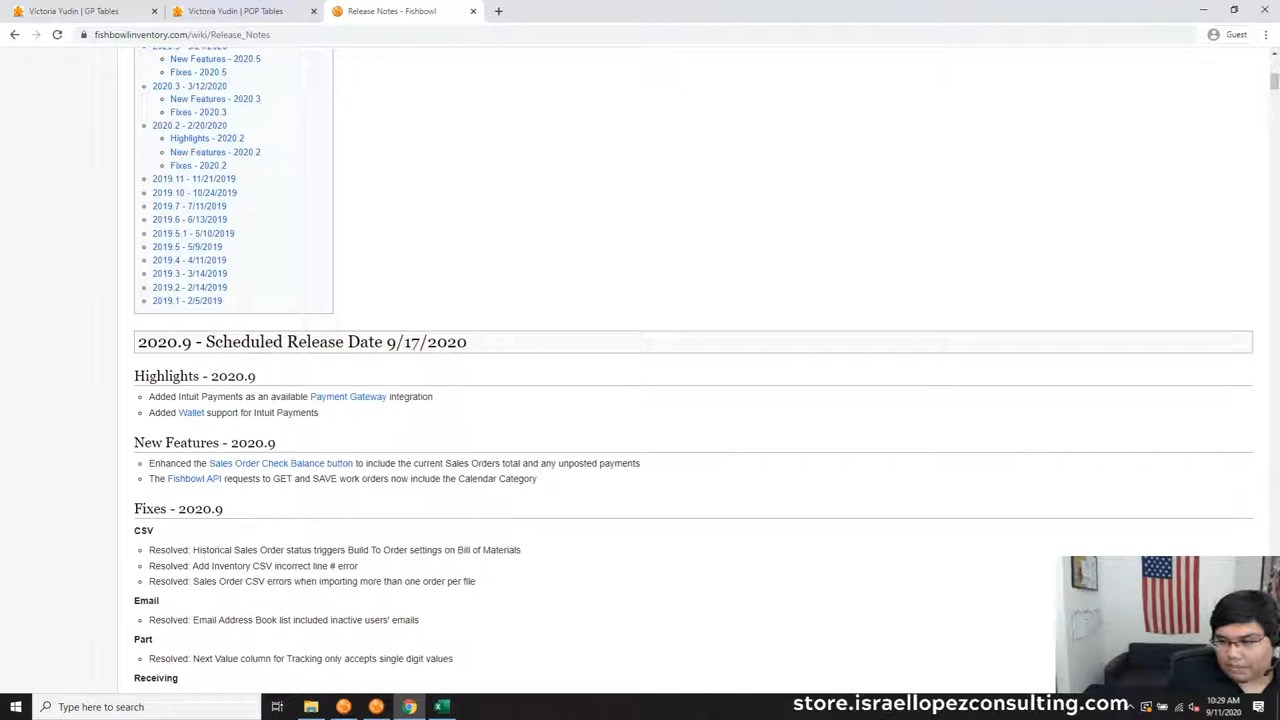 Victoria Yudin | GP Tables
Victoria Yudin | POP Tables
Release Notes - Fishbowl
fishbowlinventory.com/wiki/Release_Notes
Guest
New Features - 2020.5
Fixes - 2020.5
2020.3 - 3/12/2020
New Features - 2020.3
Fixes - 2020.3
2020.2 - 2/20/2020
Highlights - 2020.2
New Features - 2020.2
Fixes - 2020.2
2019.11 - 11/21/2019
2019.10 - 10/24/2019
2019.7 - 7/11/2019
2019.6 - 6/13/2019
2019.5.1 - 5/10/2019
2019.5 - 5/9/2019
2019.4 - 4/11/2019
2019.3 - 3/14/2019
2019.2 - 2/14/2019
2019.1 - 2/5/2019
2020.9 - Scheduled Release Date 9/17/2020
Highlights - 2020.9
Added Intuit Payments as an available Payment Gateway integration
Added Wallet support for Intuit Payments
New Features - 2020.9
Enhanced the Sales Order Check Balance button to include the current Sales Orders total and any unposted payments
The Fishbowl API requests to GET and SAVE work orders now include the Calendar Category
Fixes - 2020.9
CSV
Resolved: Historical Sales Order status triggers Build To Order settings on Bill of Materials
Resolved: Add Inventory CSV incorrect line # error
Resolved: Sales Order CSV errors when importing more than one order per file
Email
Resolved: Email Address Book list included inactive users' emails
Part
Resolved: Next Value column for Tracking only accepts single digit values
Receiving
Type here to search
store.israellopezconsulting.com
10:29 AM
9/11/2020